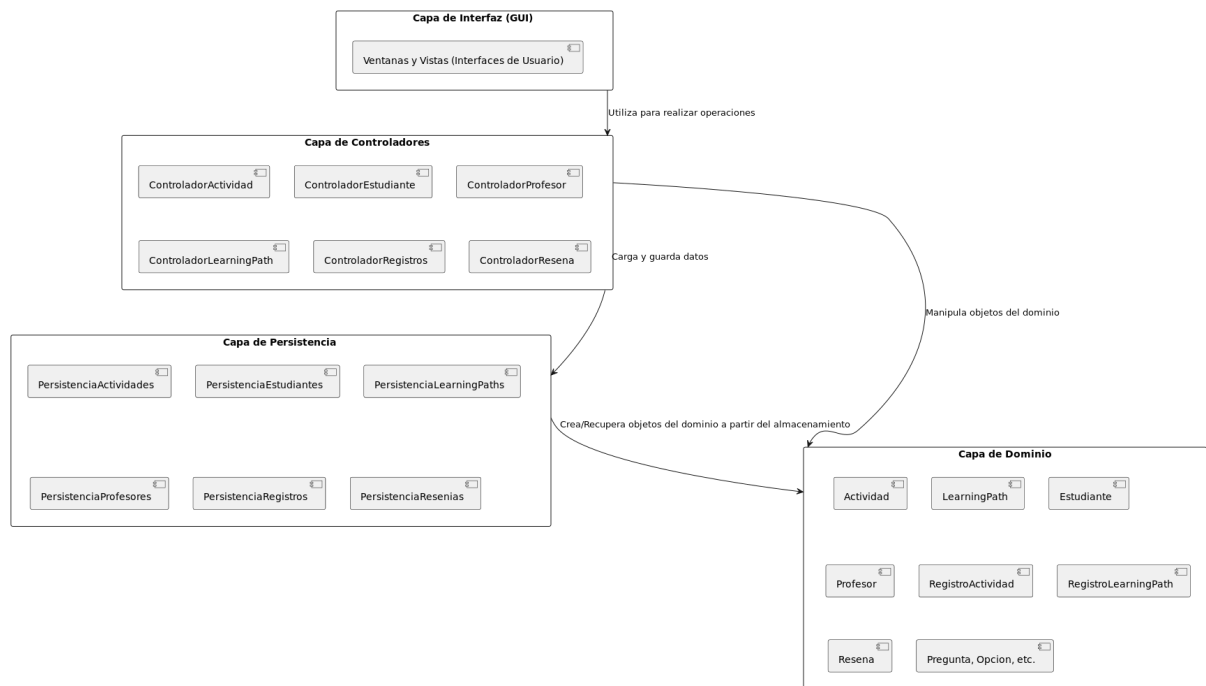 Capa de Interfaz (GUI)
Ventanas y Vistas (Interfaces de Usuario)
Utiliza para realizar operaciones
Capa de Controladores
ControladorActividad
ControladorEstudiante
ControladorProfesor
ControladorLearningPath
ControladorRegistros
ControladorResena
Carga y guarda datos
Manipula objetos del dominio
Capa de Persistencia
PersistenciaActividades
PersistenciaEstudiantes
PersistenciaLearningPaths
PersistenciaProfesores
PersistenciaRegistros
PersistenciaResenias
Crea/Recupera objetos del dominio a partir del almacenamiento
Capa de Dominio
Actividad
LearningPath
Estudiante
Profesor
RegistroActividad
RegistroLearningPath
Resena
Pregunta, Opcion, etc.